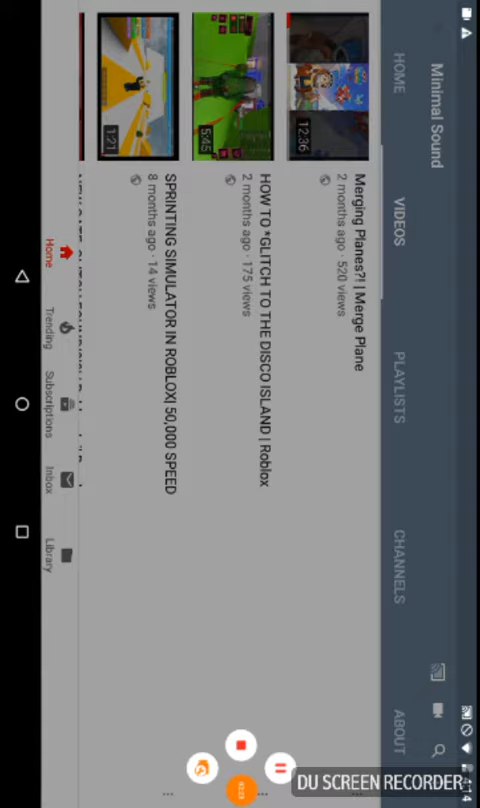 4:14
Minimal Sound
HOME
VIDEOS
PLAYLISTS
CHANNELS
ABOUT
12:36
Merging Planes?! | Merge Plane
2 months ago · 520 views
5:45
HOW TO *GLITCH TO THE DISCO ISLAND | Roblox
2 months ago · 175 views
1:21
SPRINTING SIMULATOR IN ROBLOX| 50,000 SPEED
8 months ago · 14 views
Home
Trending
Subscriptions
Inbox
Library
DU SCREEN RECORDER